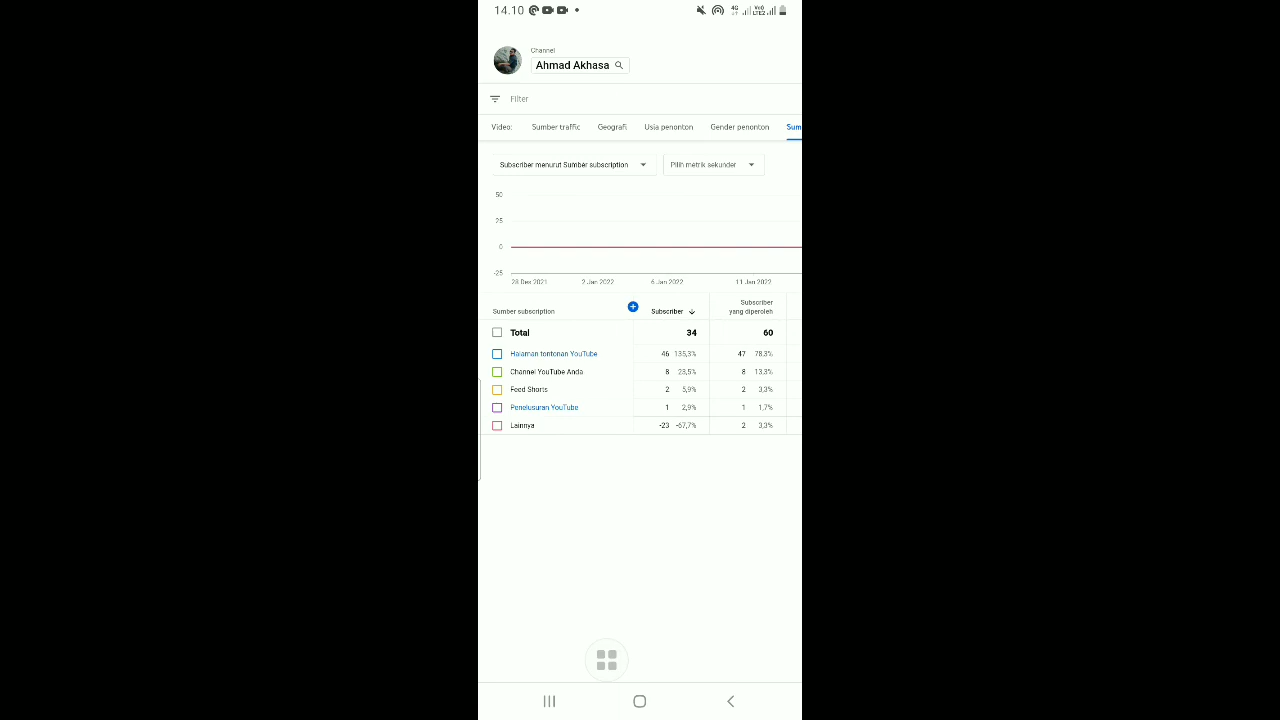 14.10
4G VoD LTE2
Channel
Ahmad Akhasa
Filter
Video: Sumber traffic Geografi Usia penonton Gender penonton Sum
Subscriber menurut Sumber subscription Pilih metrik sekunder
50
25
0
-25
28 Des 2021 2 Jan 2022 6 Jan 2022 11 Jan 2022
Sumber subscription Subscriber Subscriber yang diperoleh
Total 34 60
Halaman tontonan YouTube 46 135,3% 47 78,3%
Channel YouTube Anda 8 23,5% 8 13,3%
Feed Shorts 2 5,9% 2 3,3%
Penelusuran YouTube 1 2,9% 1 1,7%
Lainnya -23 -67,7% 2 3,3%